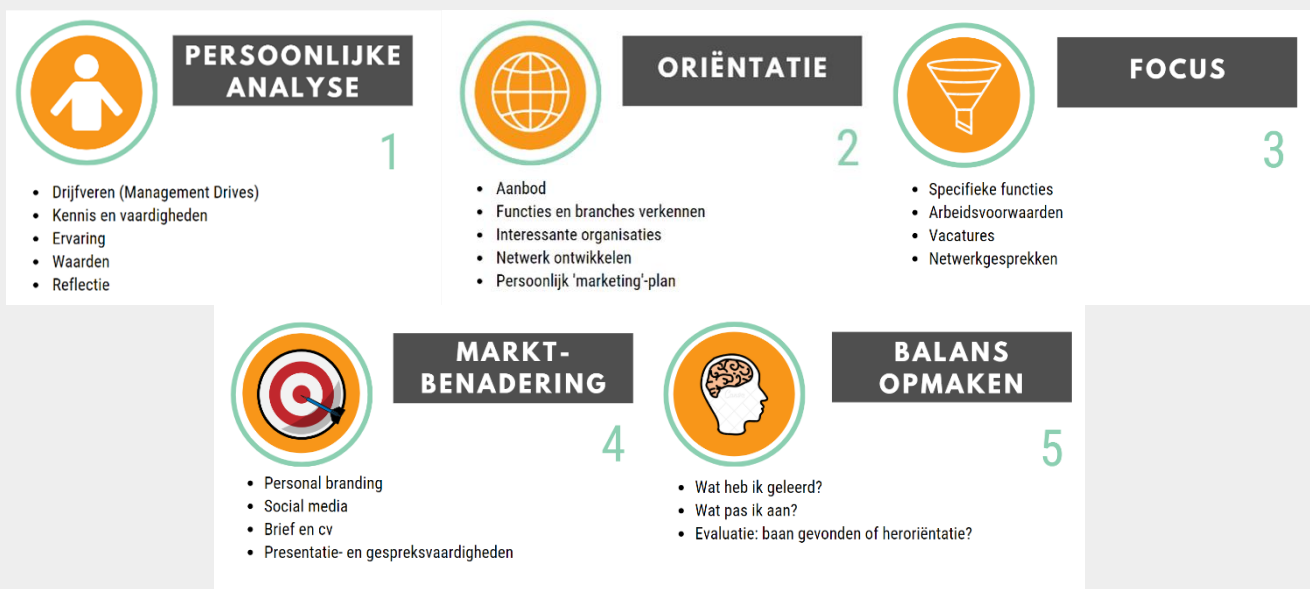 PERSOONLIJKE
ANALYSE
1
• Drijfveren (Management Drives)
• Kennis en vaardigheden
• Ervaring
• Waarden
• Reflectie
ORIËNTATIE
2
• Aanbod
• Functies en branches verkennen
• Interessante organisaties
• Netwerk ontwikkelen
• Persoonlijk 'marketing'-plan
FOCUS
3
• Specifieke functies
• Arbeidsvoorwaarden
• Vacatures
• Netwerkgesprekken
MARKT-
BENADERING
4
• Personal branding
• Social media
• Brief en cv
• Presentatie- en gespreksvaardigheden
BALANS
OPMAKEN
5
• Wat heb ik geleerd?
• Wat pas ik aan?
• Evaluatie: baan gevonden of heroriëntatie?